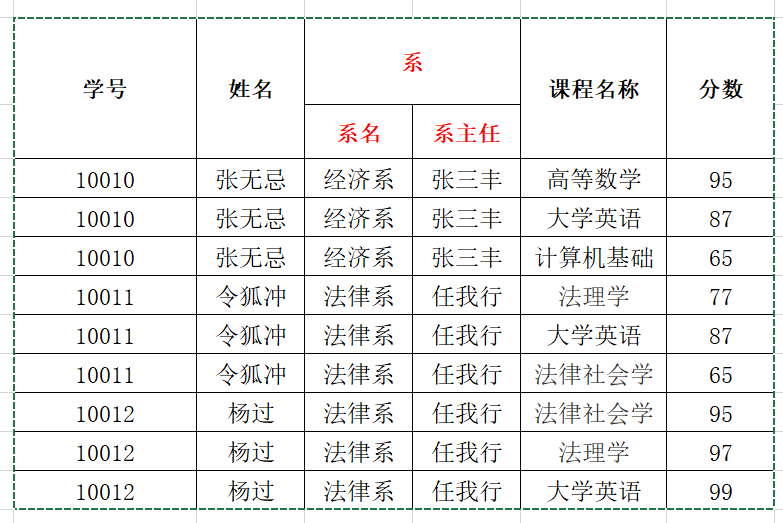 系
学号 姓名 课程名称 分数
系名 系主任
10010 张无忌 经济系 张三丰 高等数学 95
10010 张无忌 经济系 张三丰 大学英语 87
10010 张无忌 经济系 张三丰 计算机基础 65
10011 令狐冲 法律系 任我行 法理学 77
10011 令狐冲 法律系 任我行 大学英语 87
10011 令狐冲 法律系 任我行 法律社会学 65
10012 杨过 法律系 任我行 法律社会学 95
10012 杨过 法律系 任我行 法理学 97
10012 杨过 法律系 任我行 大学英语 99